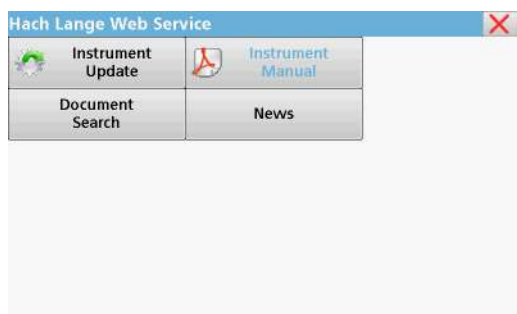 Hach Lange Web Service
Instrument
Update
Instrument
Manual
Document
Search
News